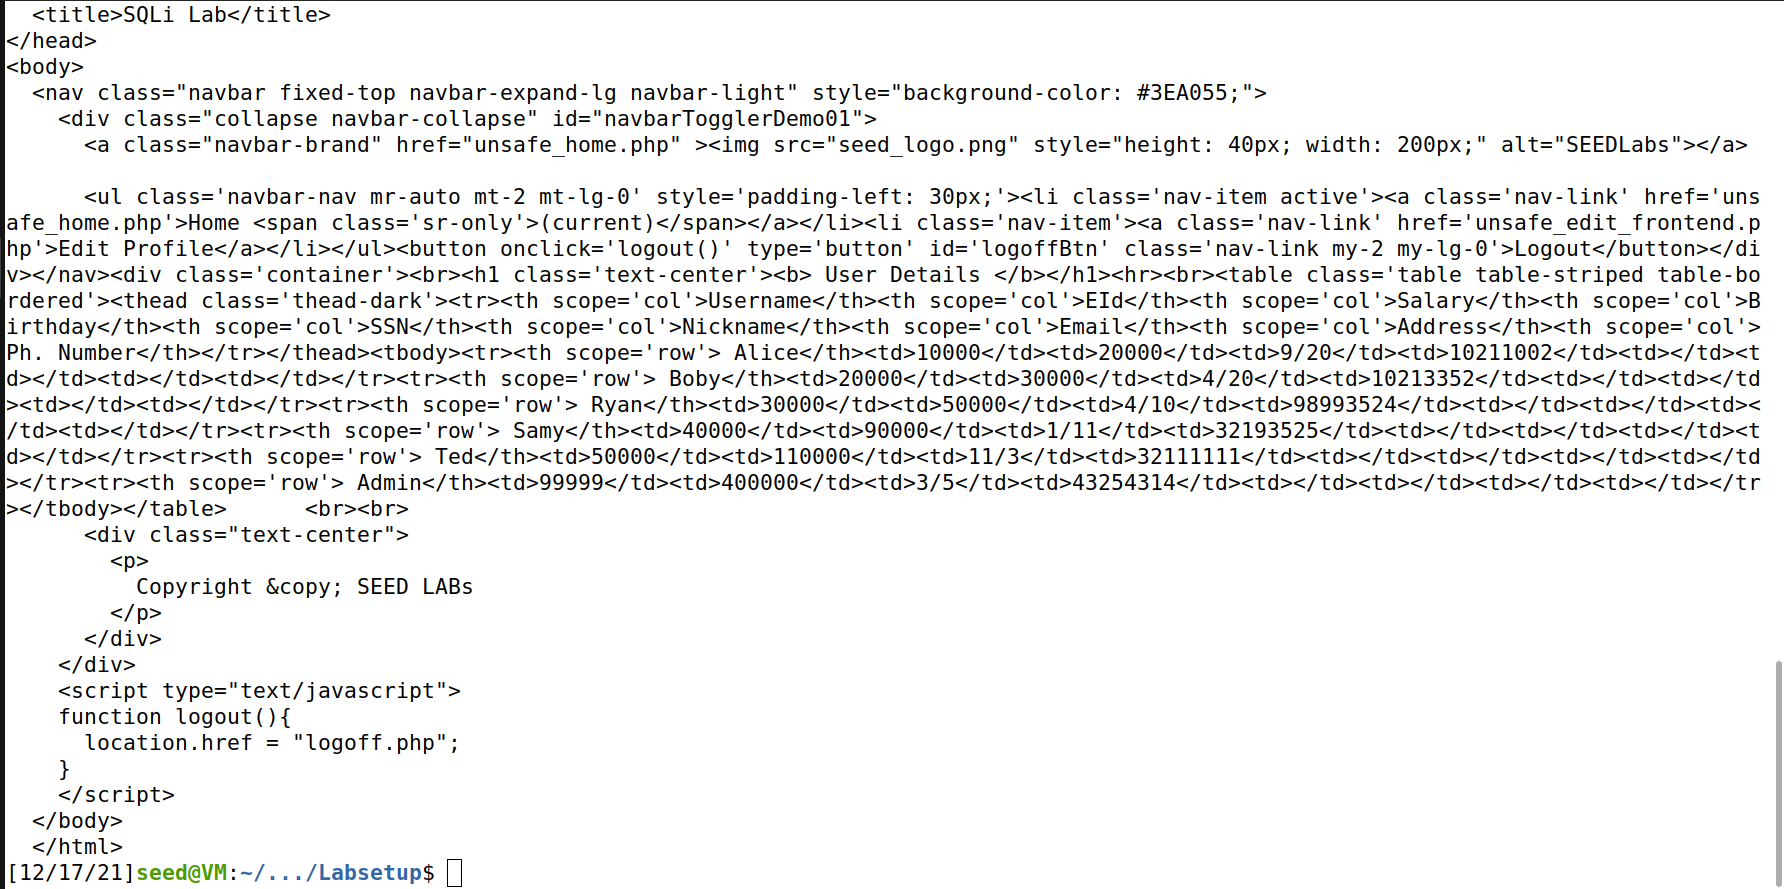 <title>SQLi Lab</title>
</head>
<body>
  <nav class="navbar fixed-top navbar-expand-lg navbar-light" style="background-color: #3EA055;">
    <div class="collapse navbar-collapse" id="navbarTogglerDemo01">
      <a class="navbar-brand" href="unsafe_home.php" ><img src="seed_logo.png" style="height: 40px; width: 200px;" alt="SEEDLabs"></a>

      <ul class='navbar-nav mr-auto mt-2 mt-lg-0' style='padding-left: 30px;'><li class='nav-item active'><a class='nav-link' href='uns
afe_home.php'>Home <span class='sr-only'>(current)</span></a></li><li class='nav-item'><a class='nav-link' href='unsafe_edit_frontend.p
hp'>Edit Profile</a></li></ul><button onclick='logout()' type='button' id='logoffBtn' class='nav-link my-2 my-lg-0'>Logout</button></di
v></nav><div class='container'><br><h1 class='text-center'><b> User Details </b></h1><hr><br><table class='table table-striped table-bo
rdered'><thead class='thead-dark'><tr><th scope='col'>Username</th><th scope='col'>EId</th><th scope='col'>Salary</th><th scope='col'>B
irthday</th><th scope='col'>SSN</th><th scope='col'>Nickname</th><th scope='col'>Email</th><th scope='col'>Address</th><th scope='col'>
Ph. Number</th></tr></thead><tbody><tr><th scope='row'> Alice</th><td>10000</td><td>20000</td><td>9/20</td><td>10211002</td><td></td><t
d></td><td></td><td></td></tr><tr><th scope='row'> Boby</th><td>20000</td><td>30000</td><td>4/20</td><td>10213352</td><td></td><td></td
><td></td><td></td></tr><tr><th scope='row'> Ryan</th><td>30000</td><td>50000</td><td>4/10</td><td>98993524</td><td></td><td></td><td><
/td><td></td></tr><tr><th scope='row'> Samy</th><td>40000</td><td>90000</td><td>1/11</td><td>32193525</td><td></td><td></td><td></td><t
d></td></tr><tr><th scope='row'> Ted</th><td>50000</td><td>110000</td><td>11/3</td><td>32111111</td><td></td><td></td><td></td><td></td
></tr><tr><th scope='row'> Admin</th><td>99999</td><td>400000</td><td>3/5</td><td>43254314</td><td></td><td></td><td></td><td></td></tr
></tbody></table>      <br><br>
      <div class="text-center">
        <p>
          Copyright &copy; SEED LABs
        </p>
      </div>
    </div>
    <script type="text/javascript">
    function logout(){
      location.href = "logoff.php";
    }
    </script>
  </body>
  </html>
[12/17/21]seed@VM:~/.../Labsetup$